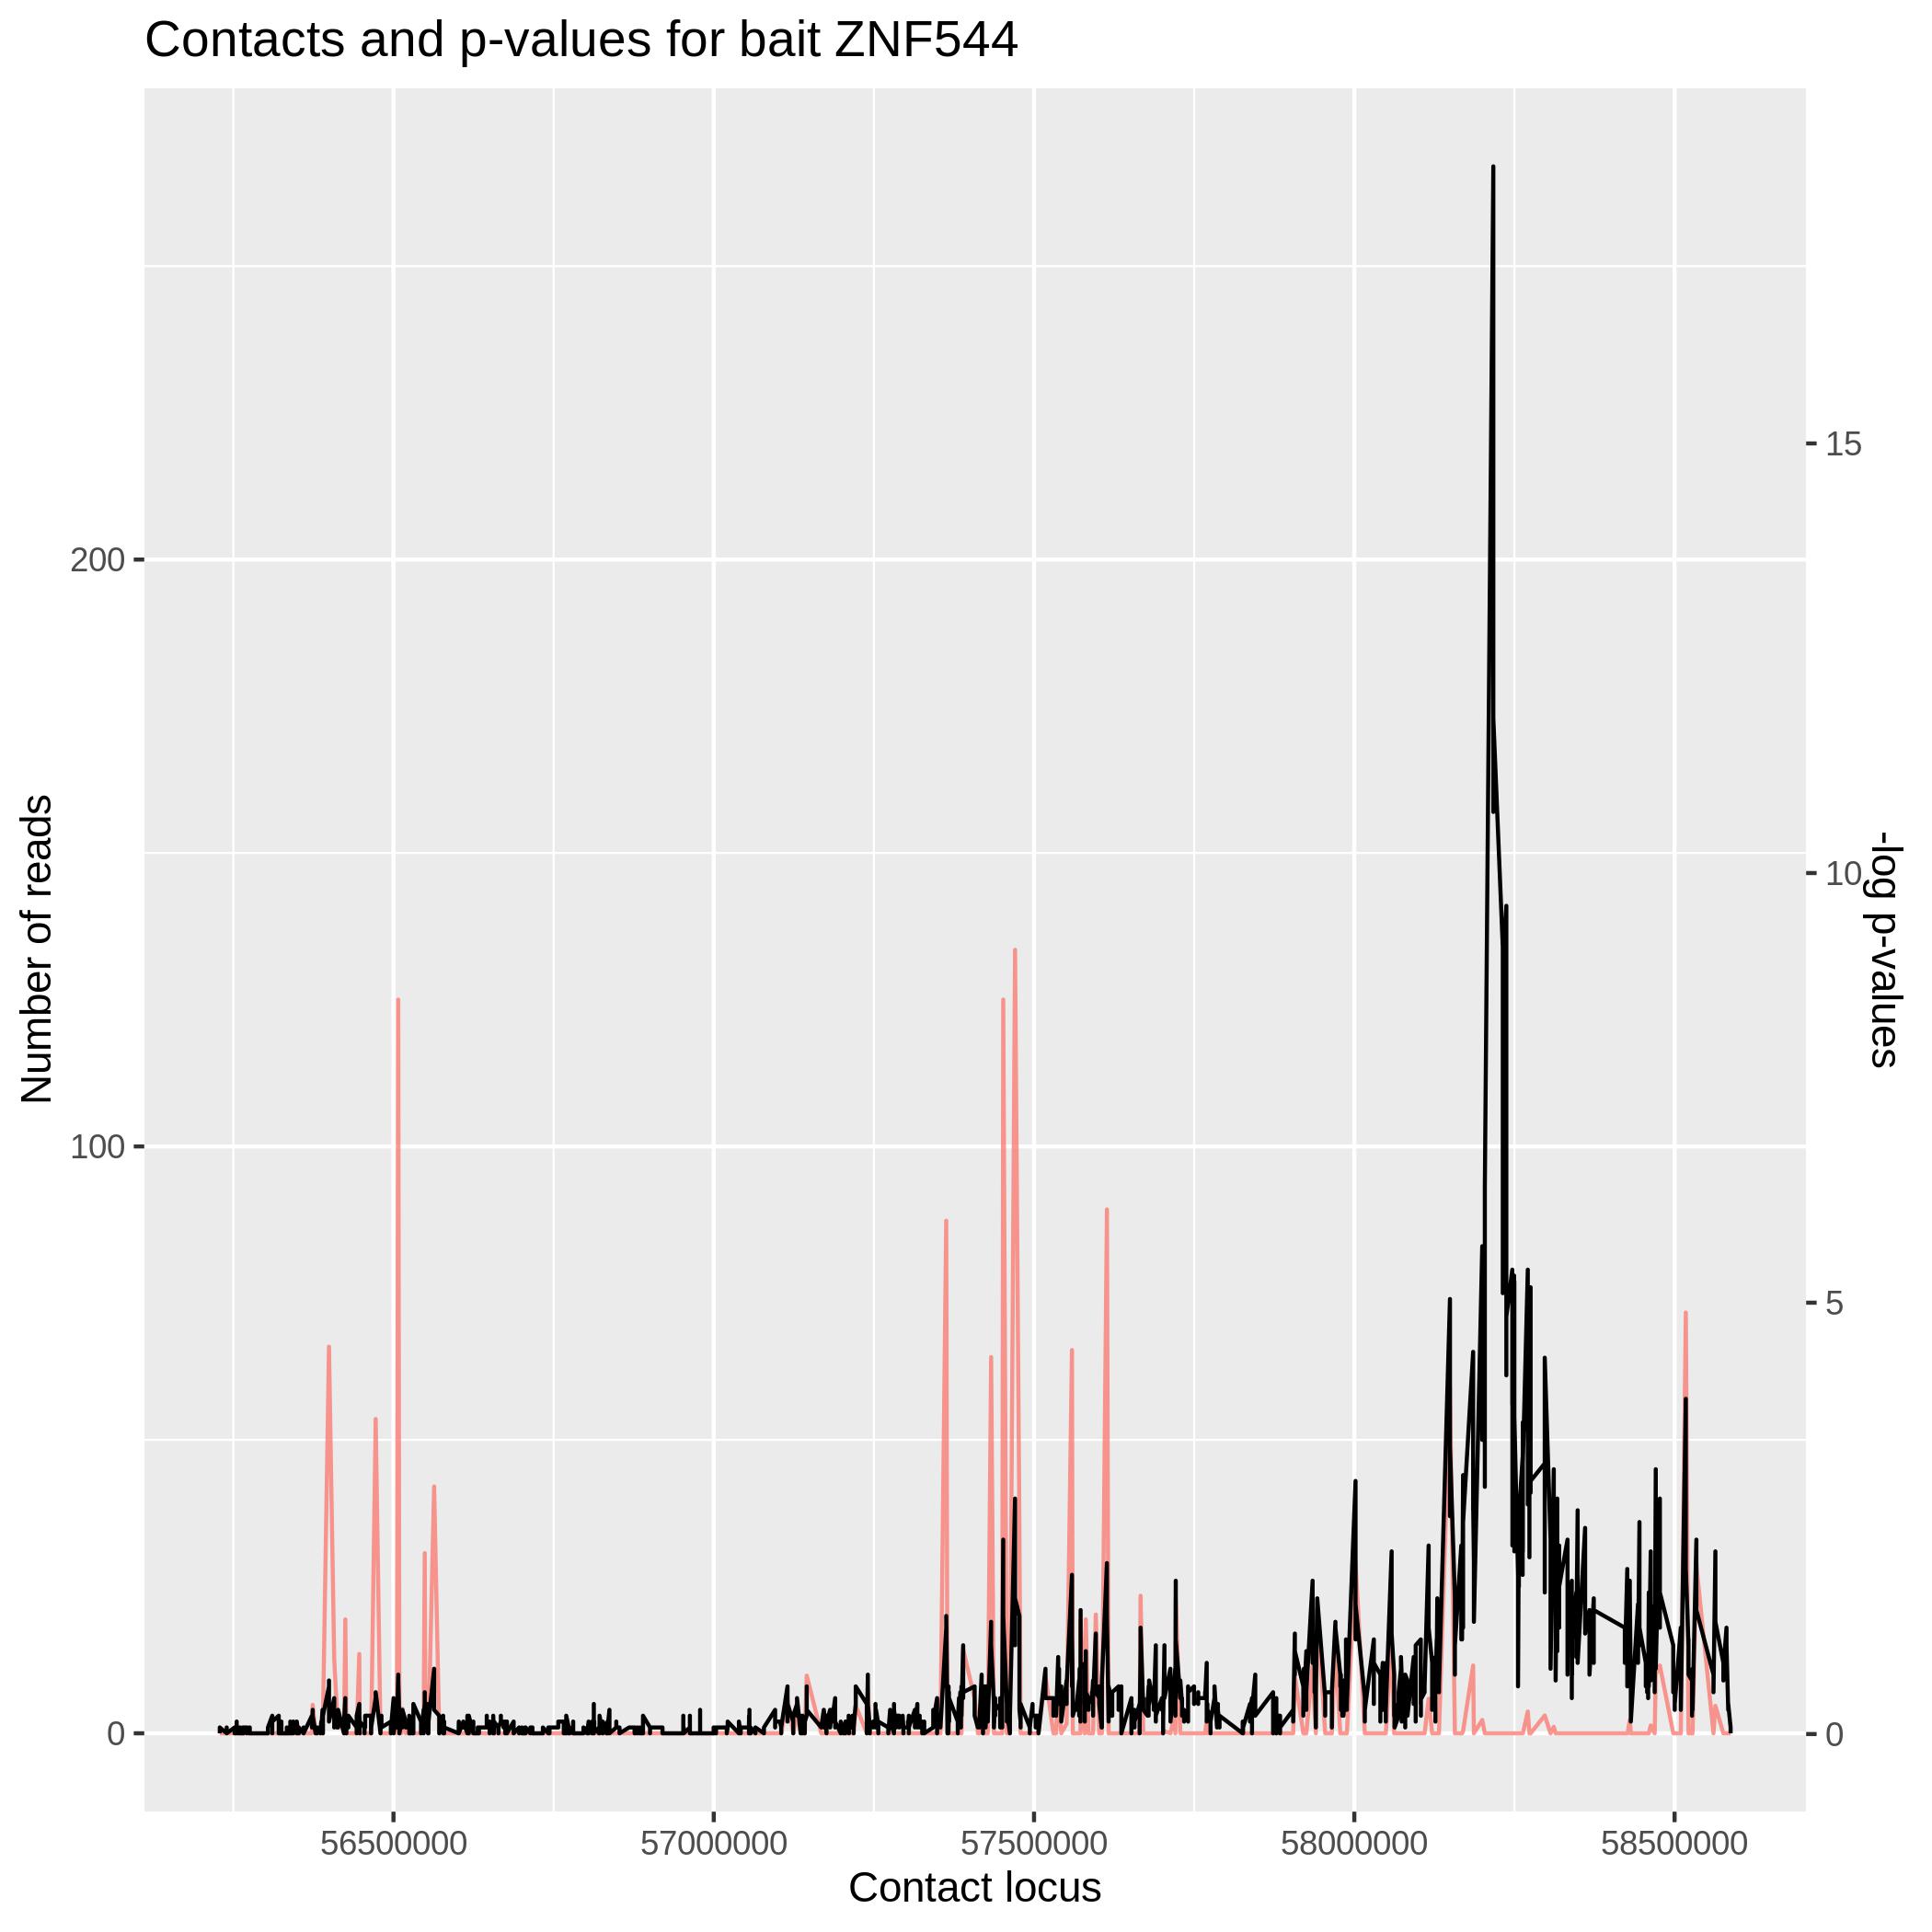 Contacts and p-values for bait ZNF544
Number of reads
200
100
0
15
10
5
0
-log p-values
56500000 57000000 57500000 58000000 58500000
Contact locus